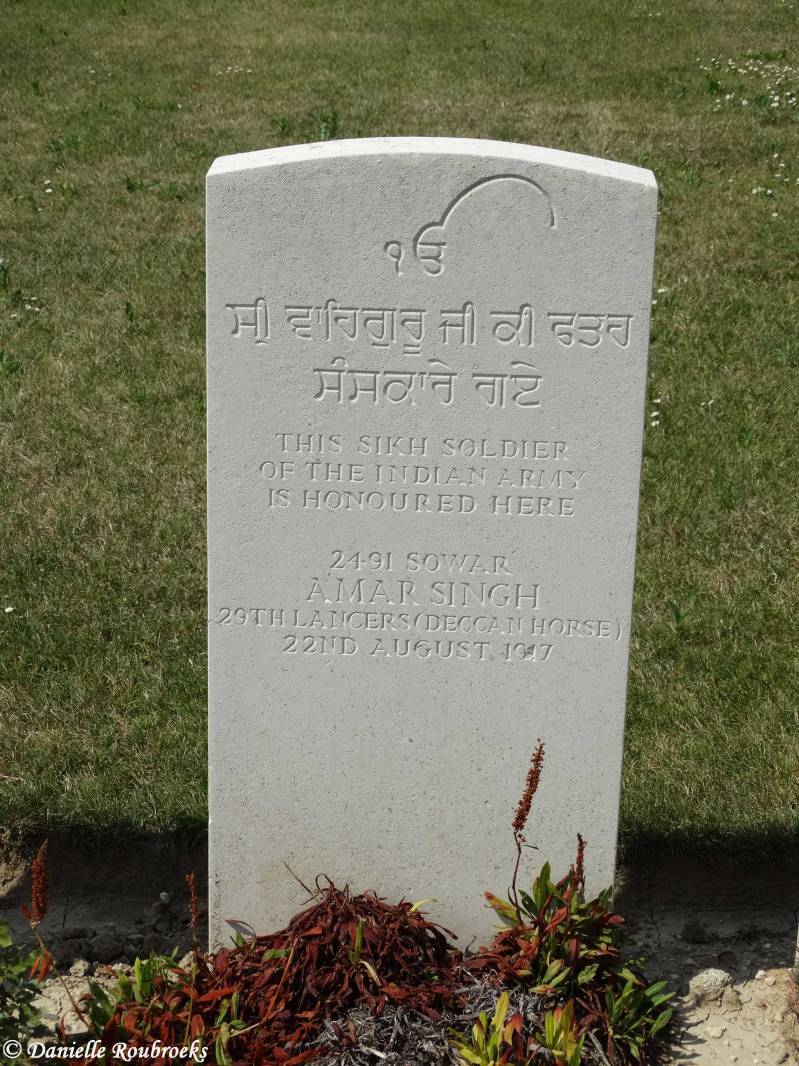 ੴ
ਸ੍ਰੀ ਵਾਹਿਗੁਰੂ ਜੀ ਕੀ ਫਤਹ
ਸੰਸਕਾਰੇ ਗਏ
THIS SIKH SOLDIER
OF THE INDIAN ARMY
IS HONOURED HERE
2491 SOWAR
AMAR SINGH
29TH LANCERS (DECCAN HORSE)
22ND AUGUST 1917
© Danielle Roubroeks